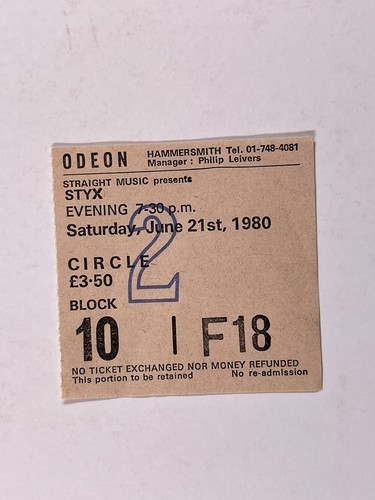 ODEON HAMMERSMITH Tel. 01-748-4081
Manager : Philip Leivers
STRAIGHT MUSIC presents
STYX
EVENING 7-30 p.m.
Saturday, June 21st, 1980
2
CIRCLE
£3·50
BLOCK
10 | F18
NO TICKET EXCHANGED NOR MONEY REFUNDED
This portion to be retained No re-admission